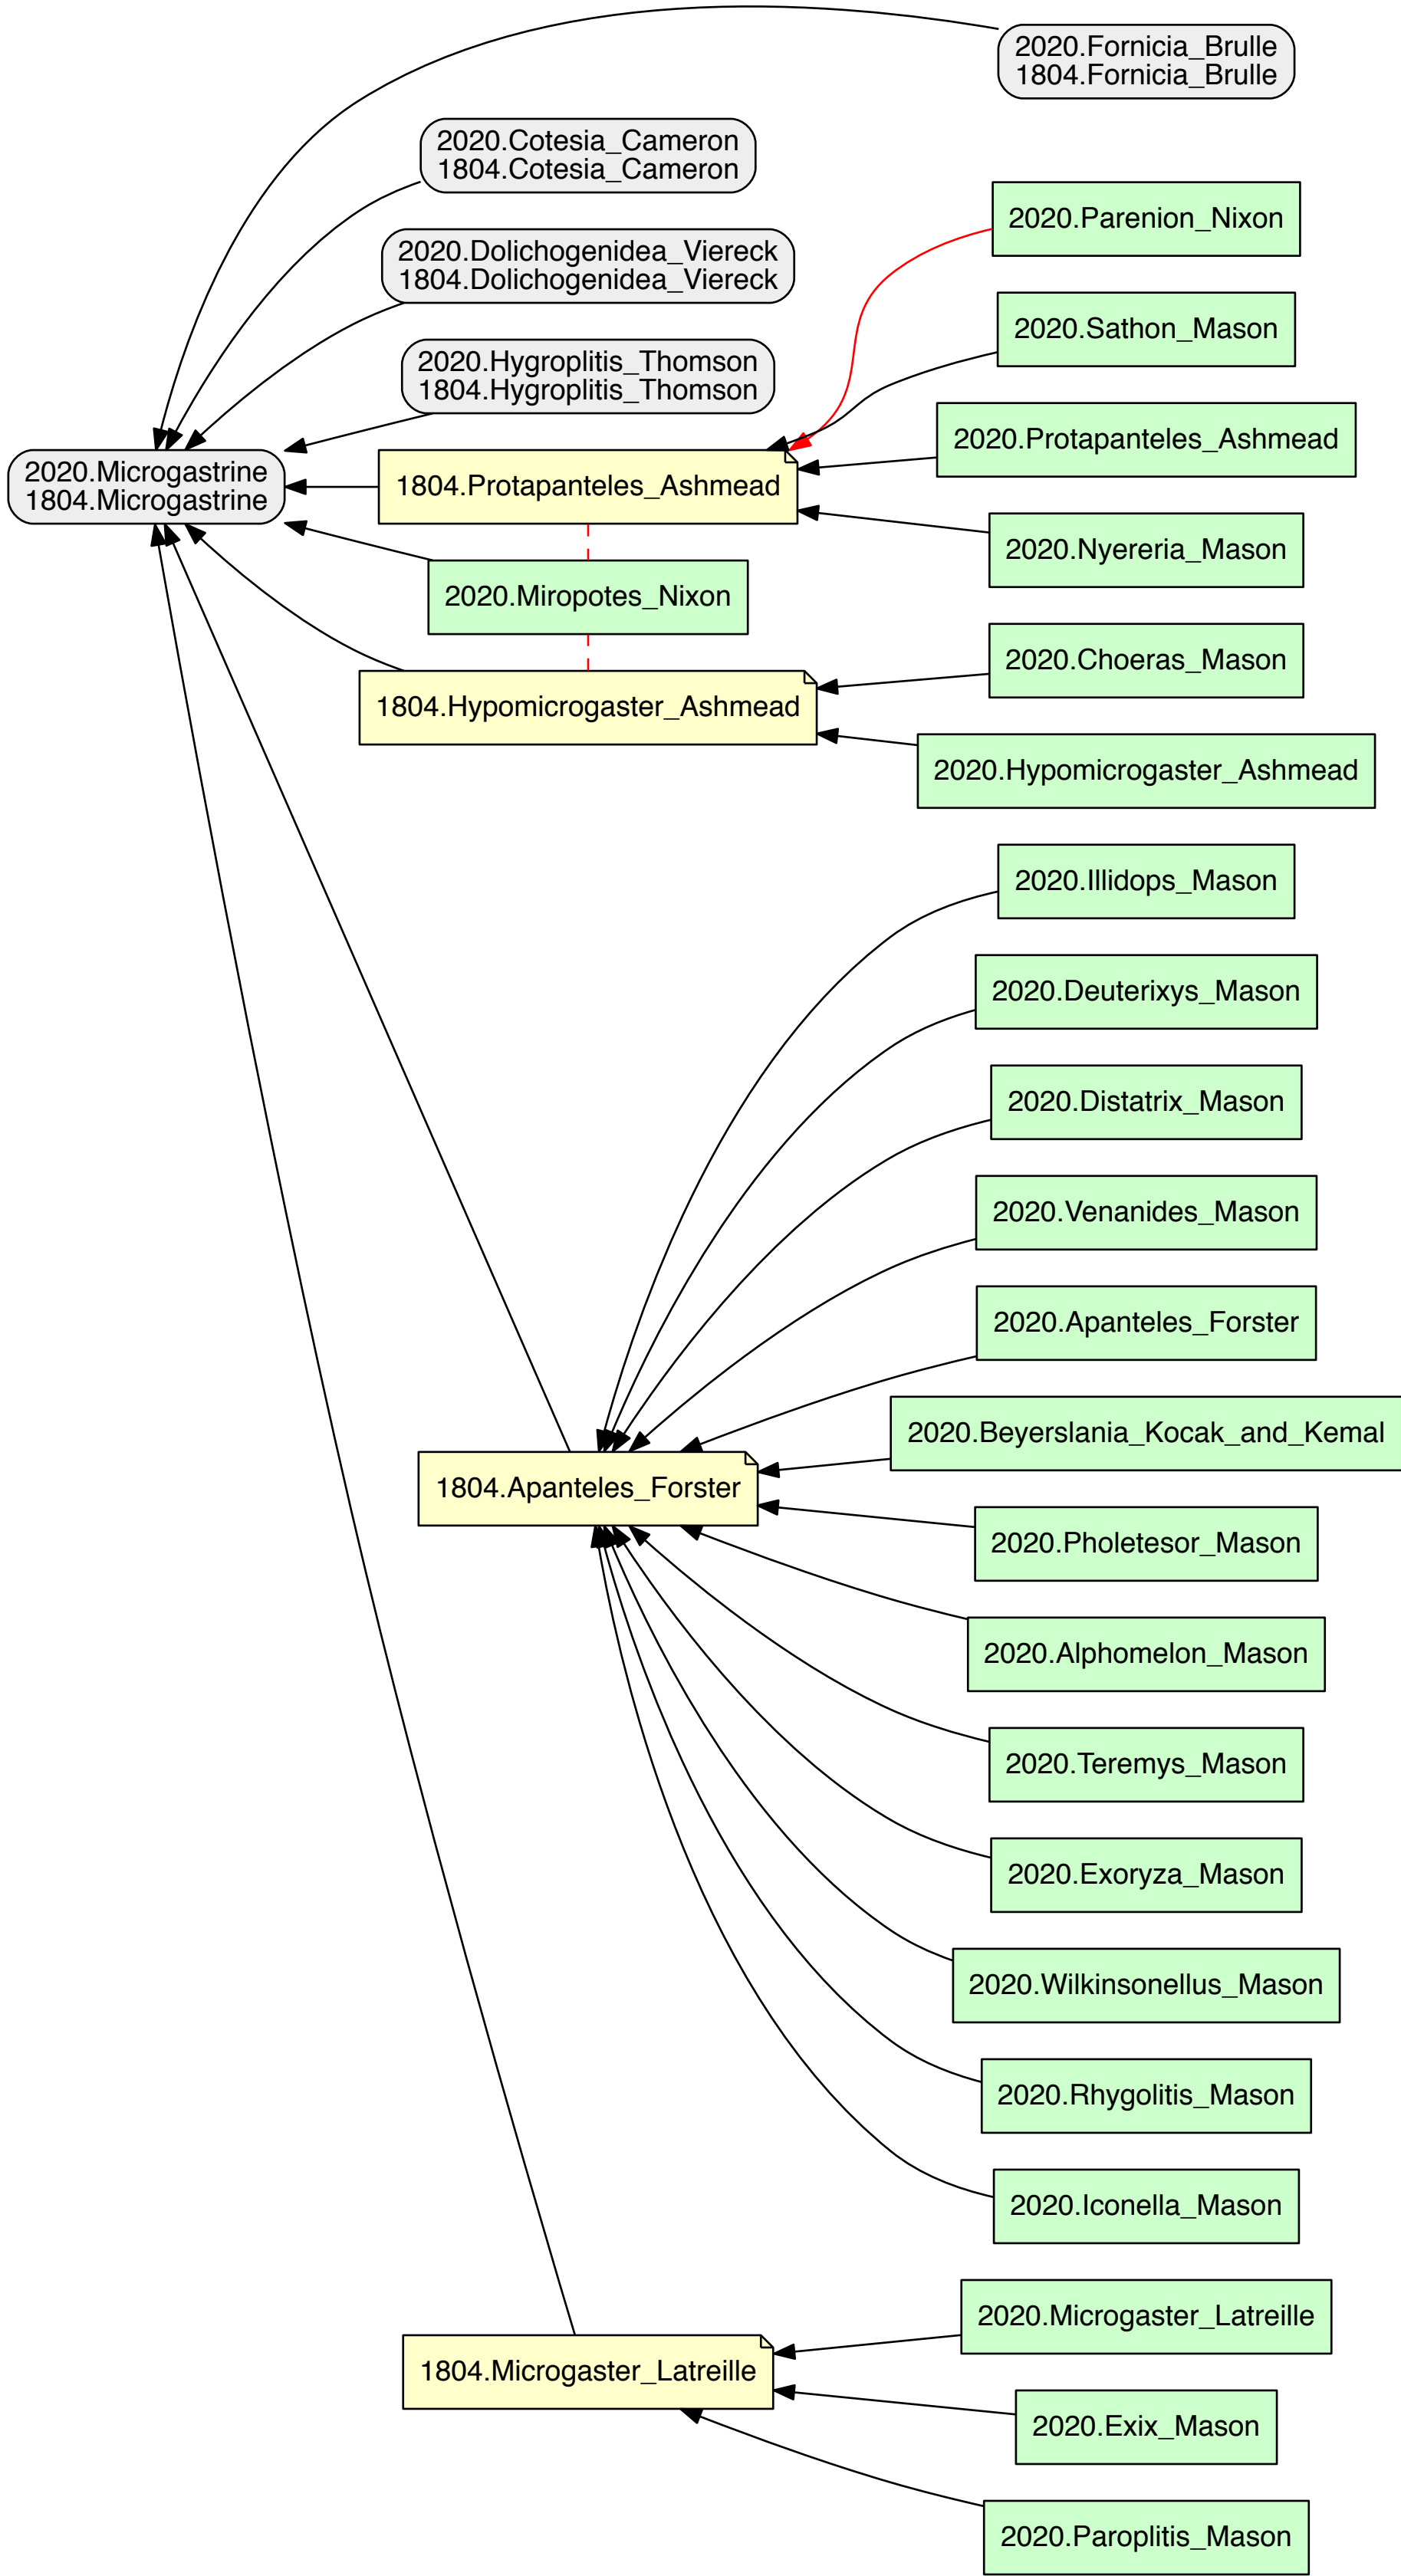 2020.Fornicia_Brulle
1804.Fornicia_Brulle
2020.Cotesia_Cameron
1804.Cotesia_Cameron
2020.Parenion_Nixon
2020.Dolichogenidea_Viereck
1804.Dolichogenidea_Viereck
2020.Sathon_Mason
2020.Hygroplitis_Thomson
1804.Hygroplitis_Thomson
2020.Protapanteles_Ashmead
2020.Microgastrine
1804.Microgastrine
1804.Protapanteles_Ashmead
2020.Nyereria_Mason
2020.Miropotes_Nixon
2020.Choeras_Mason
1804.Hypomicrogaster_Ashmead
2020.Hypomicrogaster_Ashmead
2020.Illidops_Mason
2020.Deuterixys_Mason
2020.Distatrix_Mason
2020.Venanides_Mason
2020.Apanteles_Forster
2020.Beyerslania_Kocak_and_Kemal
1804.Apanteles_Forster
2020.Pholetesor_Mason
2020.Alphomelon_Mason
2020.Teremys_Mason
2020.Exoryza_Mason
2020.Wilkinsonellus_Mason
2020.Rhygolitis_Mason
2020.Iconella_Mason
2020.Microgaster_Latreille
1804.Microgaster_Latreille
2020.Exix_Mason
2020.Paroplitis_Mason